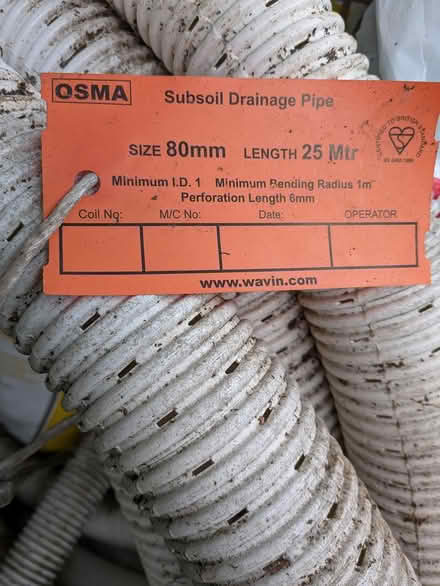 OSMA
Subsoil Drainage Pipe
SIZE 80mm LENGTH 25 Mtr
Minimum I.D. 1 Minimum Bending Radius 1m
Perforation Length 6mm
Coil No: M/C No: Date: OPERATOR
www.wavin.com